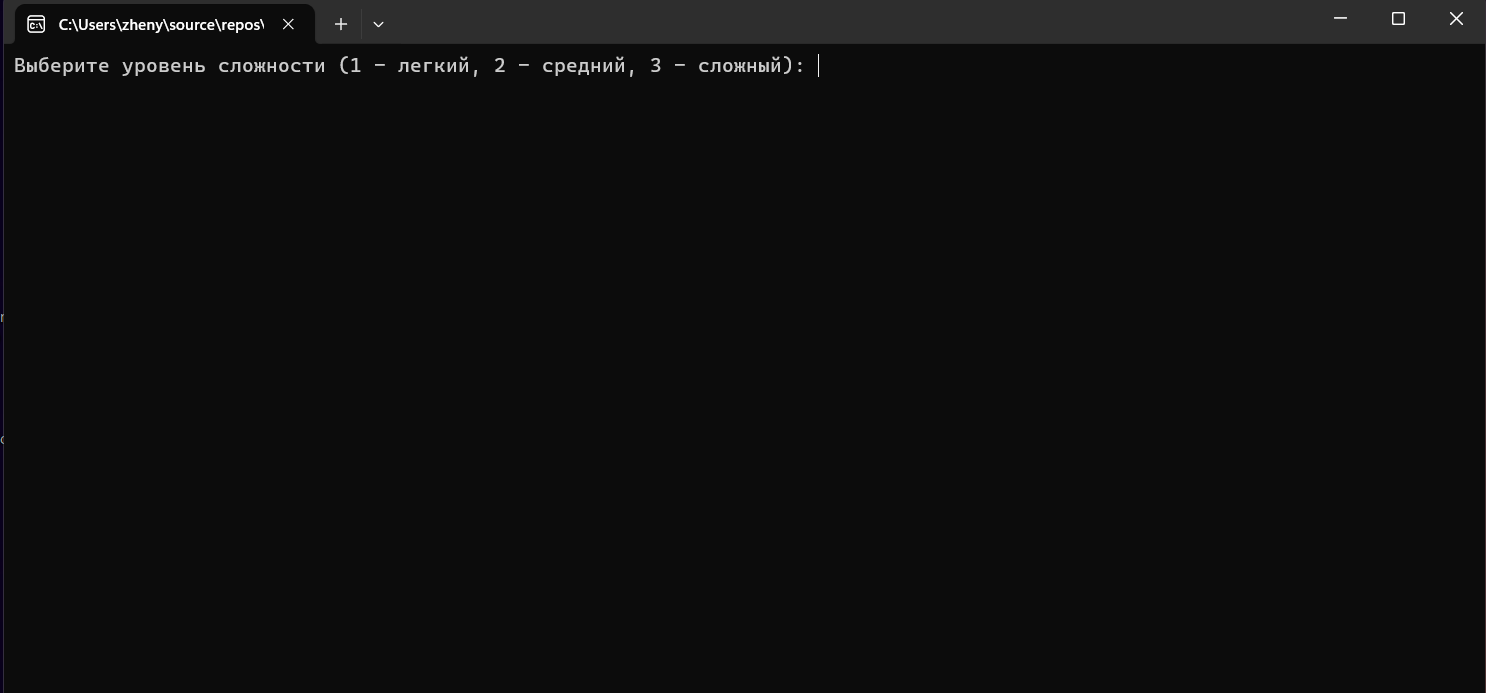 C:\Users\zheny\source\repos\
Выберите уровень сложности (1 - легкий, 2 - средний, 3 - сложный):